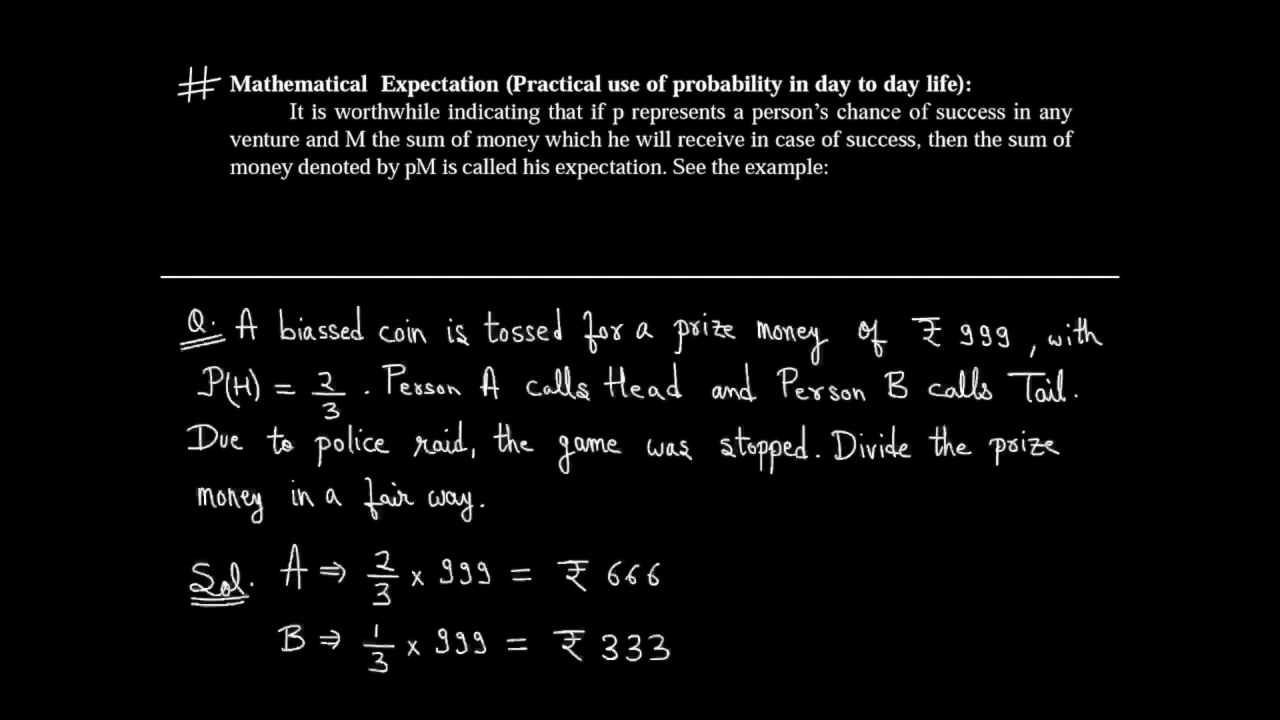 # Mathematical Expectation (Practical use of probability in day to day life):
It is worthwhile indicating that if p represents a person's chance of success in any
venture and M the sum of money which he will receive in case of success, then the sum of
money denoted by pM is called his expectation. See the example:
Q. A biassed coin is tossed for a prize money of ₹ 999, with
P(H) = 2/3. Person A calls Head and Person B calls Tail.
Due to police raid, the game was stopped. Divide the prize
money in a fair way.
Sol. A ⇒ 2/3 × 999 = ₹ 666
B ⇒ 1/3 × 999 = ₹ 333